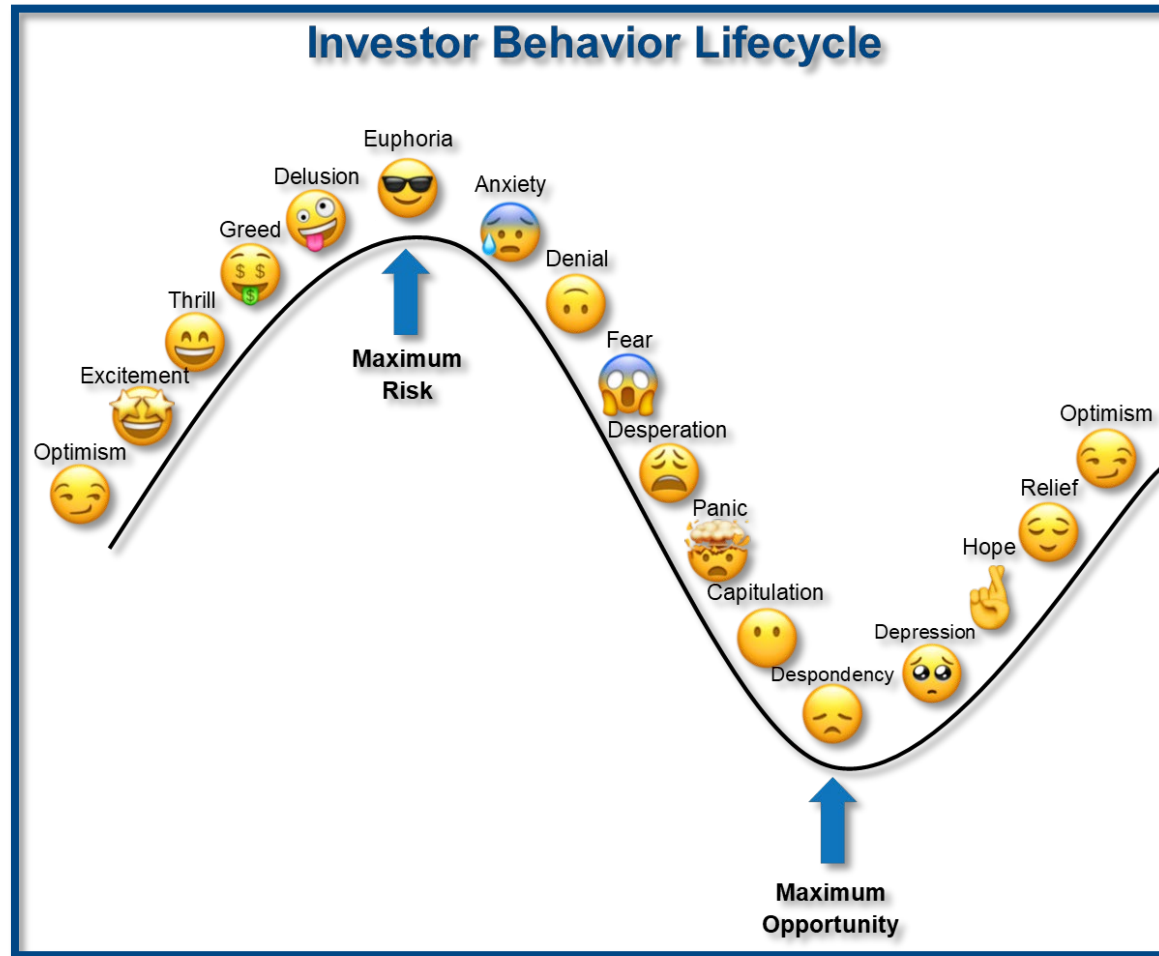 Investor Behavior Lifecycle
Euphoria
Delusion
Anxiety
Greed
Denial
Thrill
Fear
Maximum
Risk
Excitement
Desperation
Optimism
Optimism
Panic
Relief
Hope
Capitulation
Depression
Despondency
Maximum
Opportunity